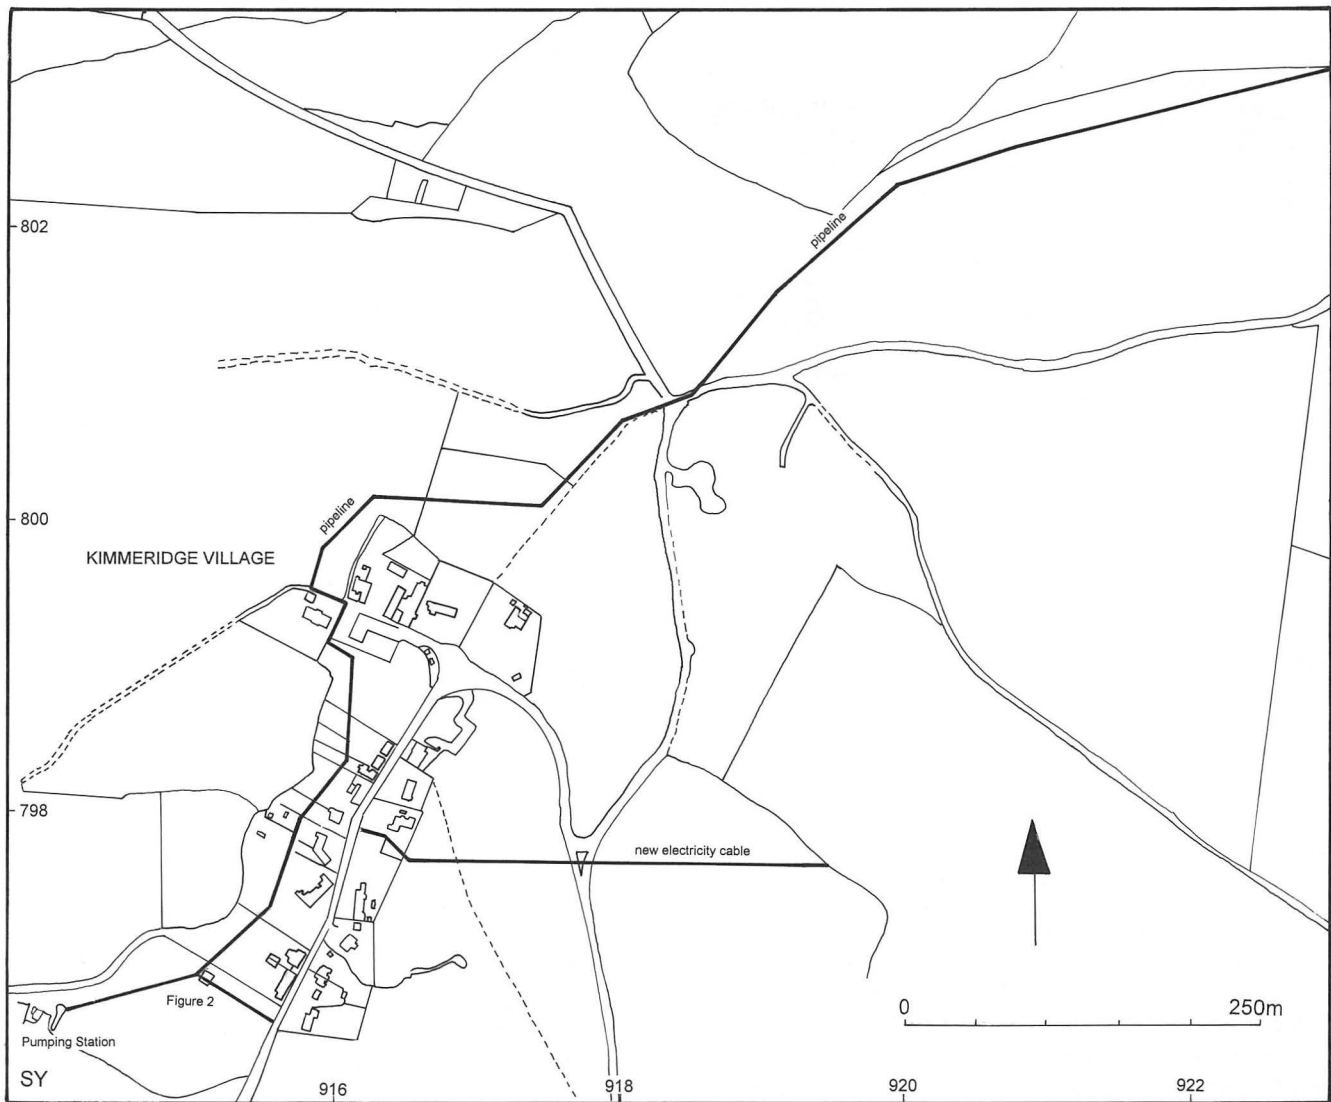 802
pipeline
pipeline
800
KIMMERIDGE VILLAGE
798
new electricity cable
Figure 2
0 250m
Pumping Station
SY
916 918 920 922